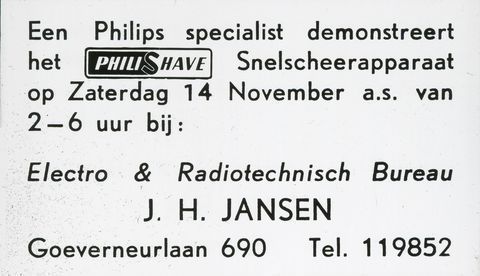 Een Philips specialist demonstreert
het PHILISHAVE Snelscheerapparaat
op Zaterdag 14 November a.s. van
2–6 uur bij:
Electro & Radiotechnisch Bureau
J. H. JANSEN
Goeverneurlaan 690 Tel. 119852